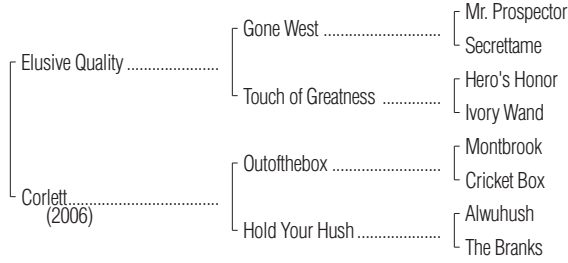 Mr. Prospector
Gone West ....................
Secrettame
Elusive Quality ...............
Hero's Honor
Touch of Greatness ..........
Ivory Wand
Montbrook
Outofthebox ..................
Cricket Box
Corlett.........................
(2006)
Alwuhush
Hold Your Hush ..............
The Branks